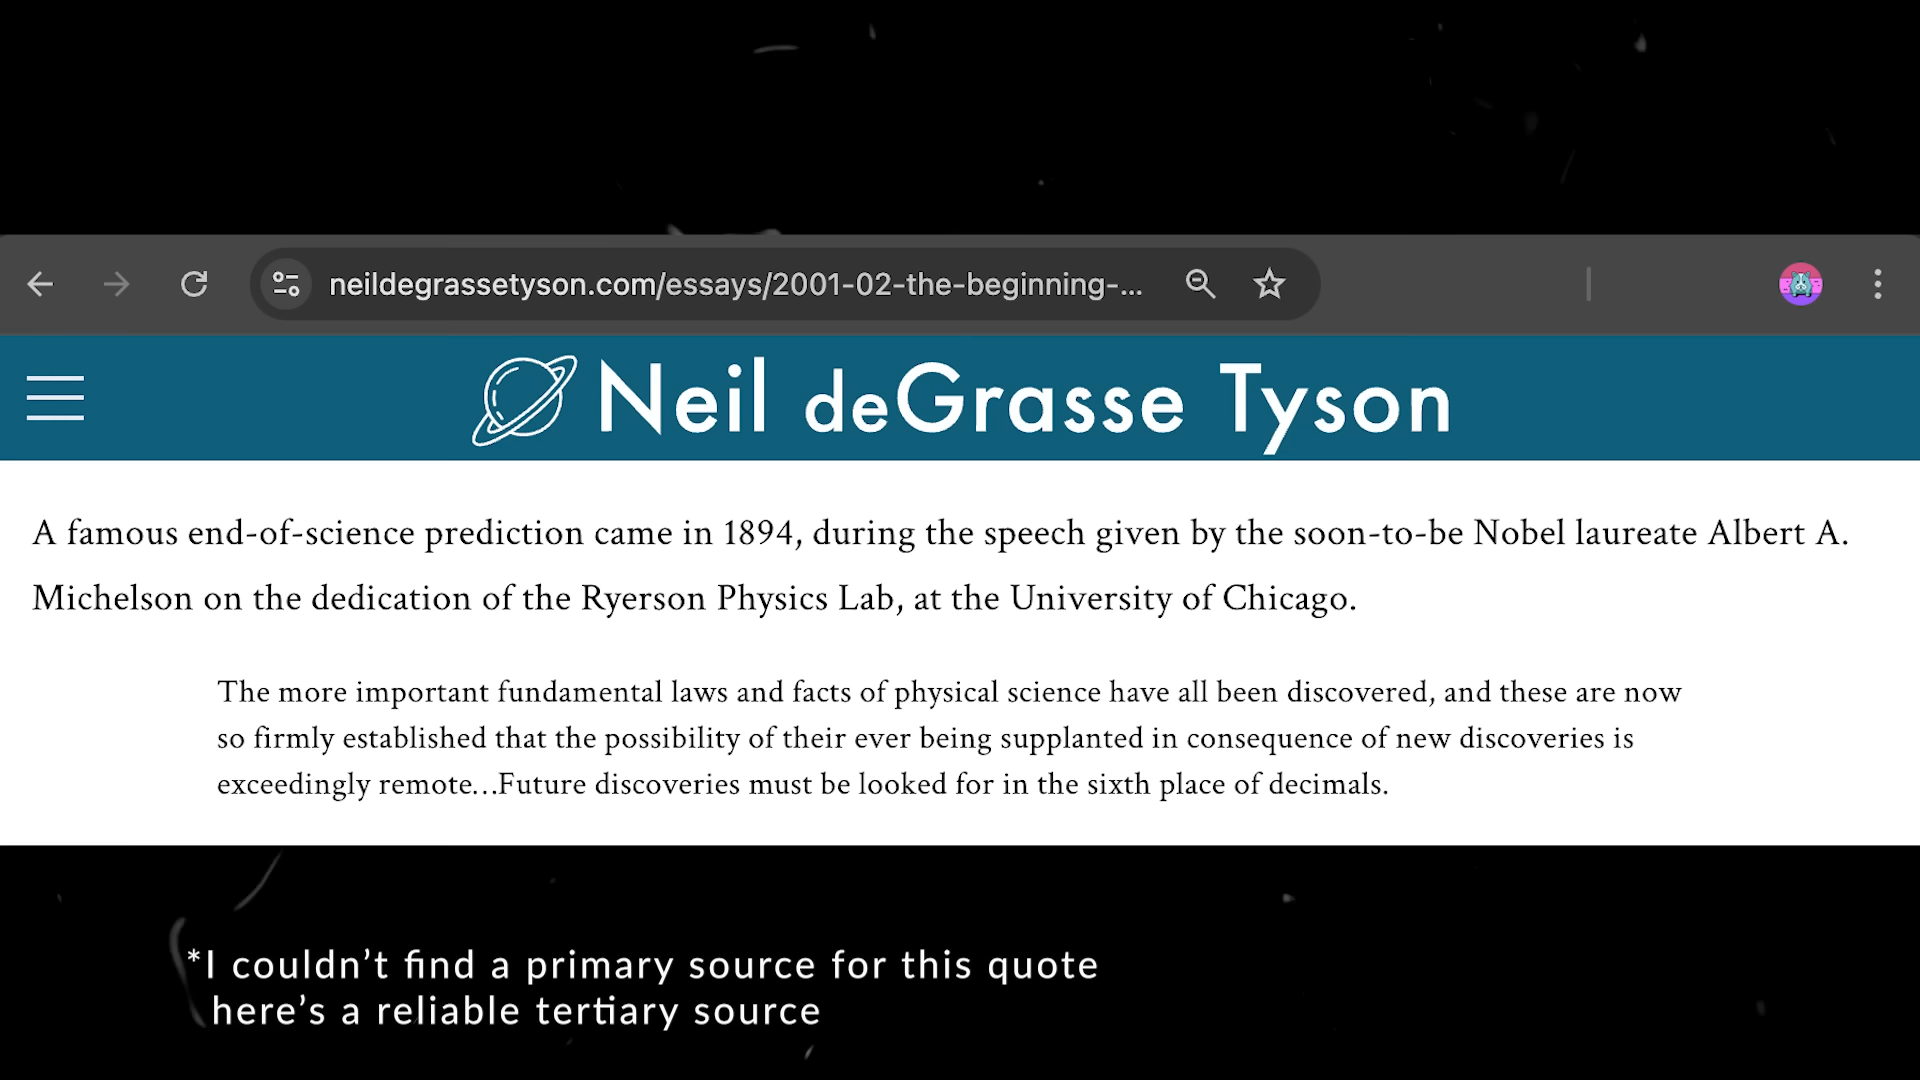 neildegrassetyson.com/essays/2001-02-the-beginning-...
Neil deGrasse Tyson
A famous end-of-science prediction came in 1894, during the speech given by the soon-to-be Nobel laureate Albert A.
Michelson on the dedication of the Ryerson Physics Lab, at the University of Chicago.
The more important fundamental laws and facts of physical science have all been discovered, and these are now
so firmly established that the possibility of their ever being supplanted in consequence of new discoveries is
exceedingly remote...Future discoveries must be looked for in the sixth place of decimals.
*I couldn't find a primary source for this quote
here's a reliable tertiary source